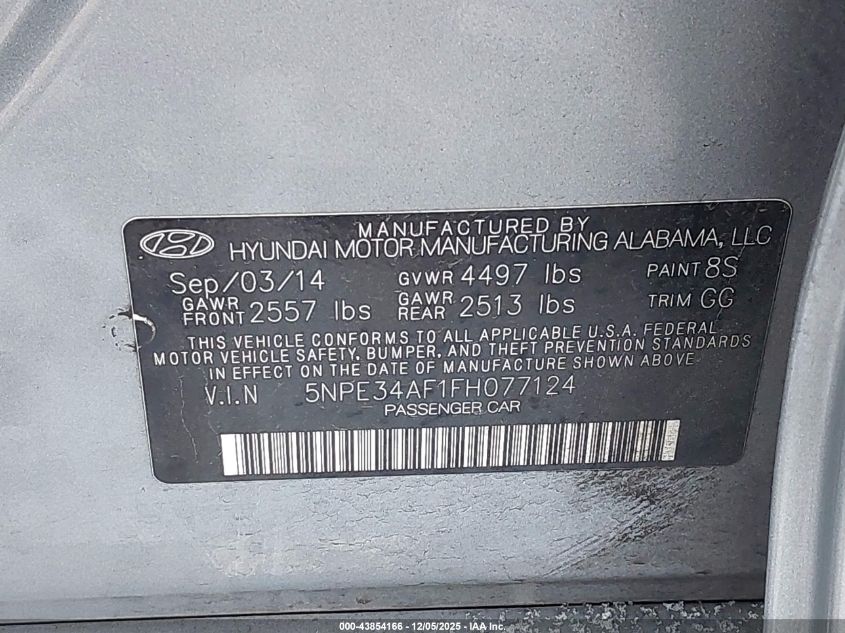 MANUFACTURED BY
HYUNDAI MOTOR MANUFACTURING ALABAMA, LLC
Sep/03/14 GVWR 4497 lbs PAINT 8S
GAWR FRONT 2557 lbs GAWR REAR 2513 lbs TRIM GG
THIS VEHICLE CONFORMS TO ALL APPLICABLE U.S.A. FEDERAL
MOTOR VEHICLE SAFETY, BUMPER, AND THEFT PREVENTION STANDARDS
IN EFFECT ON THE DATE OF MANUFACTURE SHOWN ABOVE.
V.I.N 5NPE34AF1FH077124
PASSENGER CAR
000-43854166 - 12/05/2025 - IAA Inc.